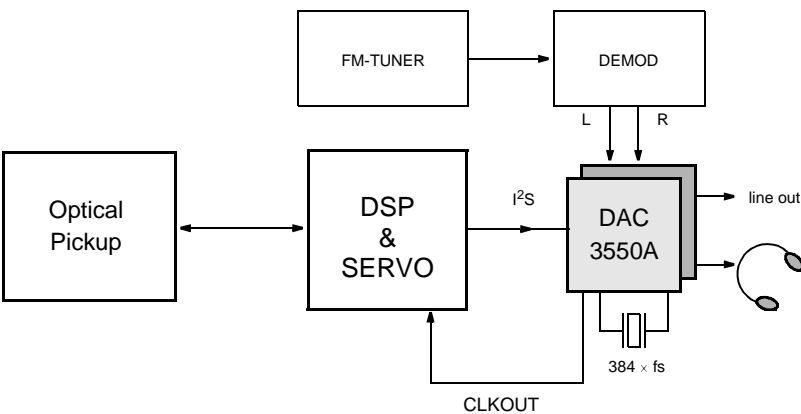 FM-TUNER
DEMOD
L
R
Optical
Pickup
DSP
&
SERVO
I²S
DAC
3550A
line out
384 × fs
CLKOUT